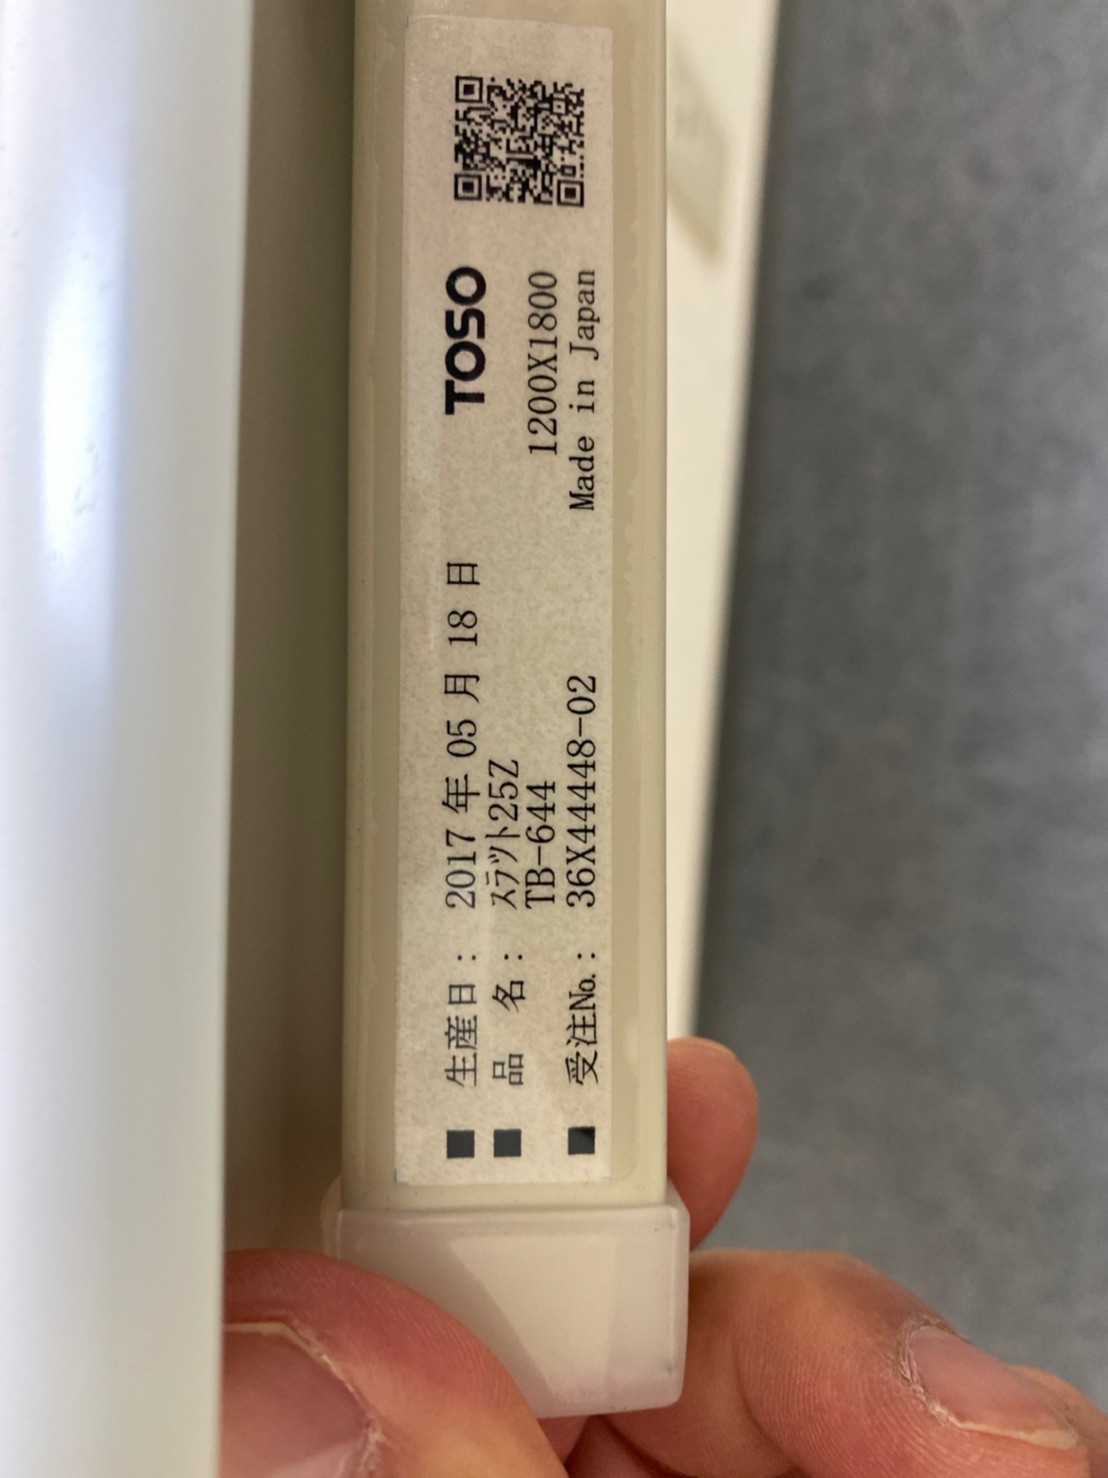 ■ 生産日: 2017 年 05 月 18 日
TOSO
■ 品 名: ｽﾗｯﾄ25Z
TB-644
1200X1800
■ 受注No.: 36X44448-02
Made in Japan